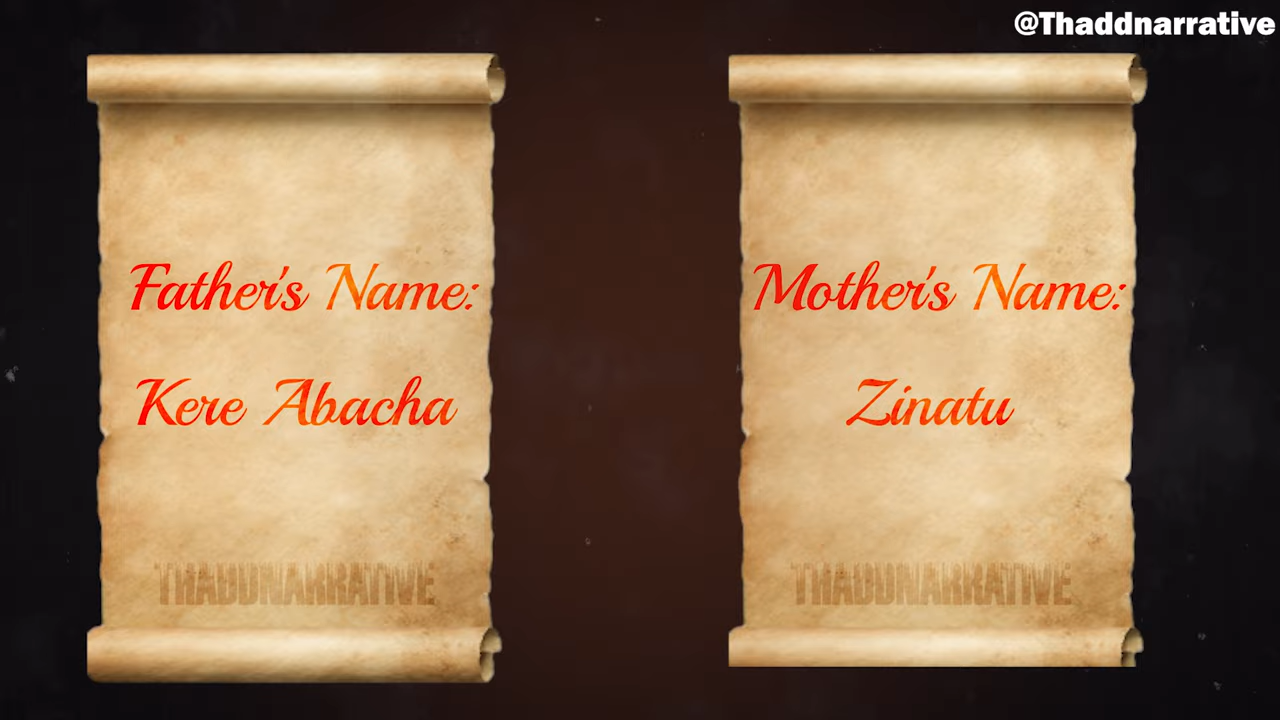 @Thaddnarrative
Father's Name:
Kere Abacha
THADDNARRATIVE
Mother's Name:
Zinatu
THADDNARRATIVE